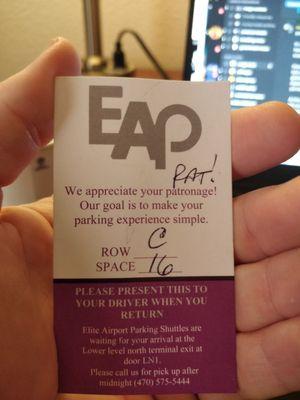 EAP
PAT!
We appreciate your patronage!
Our goal is to make your
parking experience simple.
ROW C
SPACE 16
PLEASE PRESENT THIS TO
YOUR DRIVER WHEN YOU
RETURN
Elite Airport Parking Shuttles are
waiting for your arrival at the
Lower level north terminal exit at
door LN1.
Please call us for pick up after
midnight (470) 575-5444